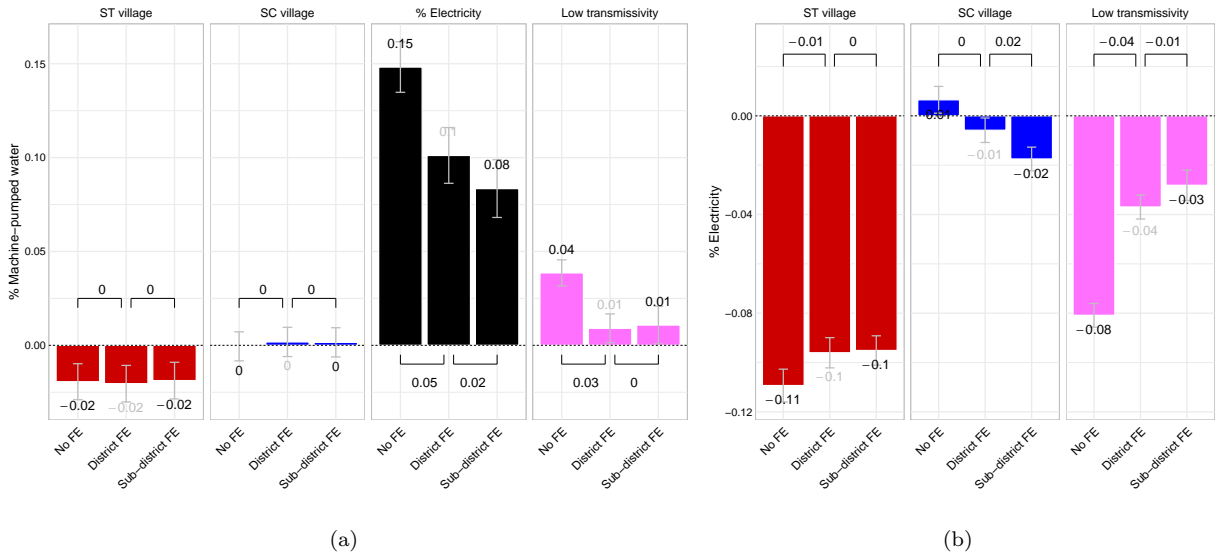 ST village
SC village
% Electricity
Low transmissivity
% Machine−pumped water
0.15
0.10
0.05
0.00
0 0
−0.02 −0.02 −0.02
0 0
0 0 0
0.15 0.1 0.08
0.05 0.02
0.04 0.01 0.01
0.03 0
No FE District FE Sub−district FE
No FE District FE Sub−district FE
No FE District FE Sub−district FE
No FE District FE Sub−district FE
(a)
ST village
SC village
Low transmissivity
% Electricity
0.00
−0.04
−0.08
−0.12
−0.01 0
−0.11 −0.1 −0.1
0 0.02
0.01 −0.01 −0.02
−0.04 −0.01
−0.08 −0.04 −0.03
No FE District FE Sub−district FE
No FE District FE Sub−district FE
No FE District FE Sub−district FE
(b)